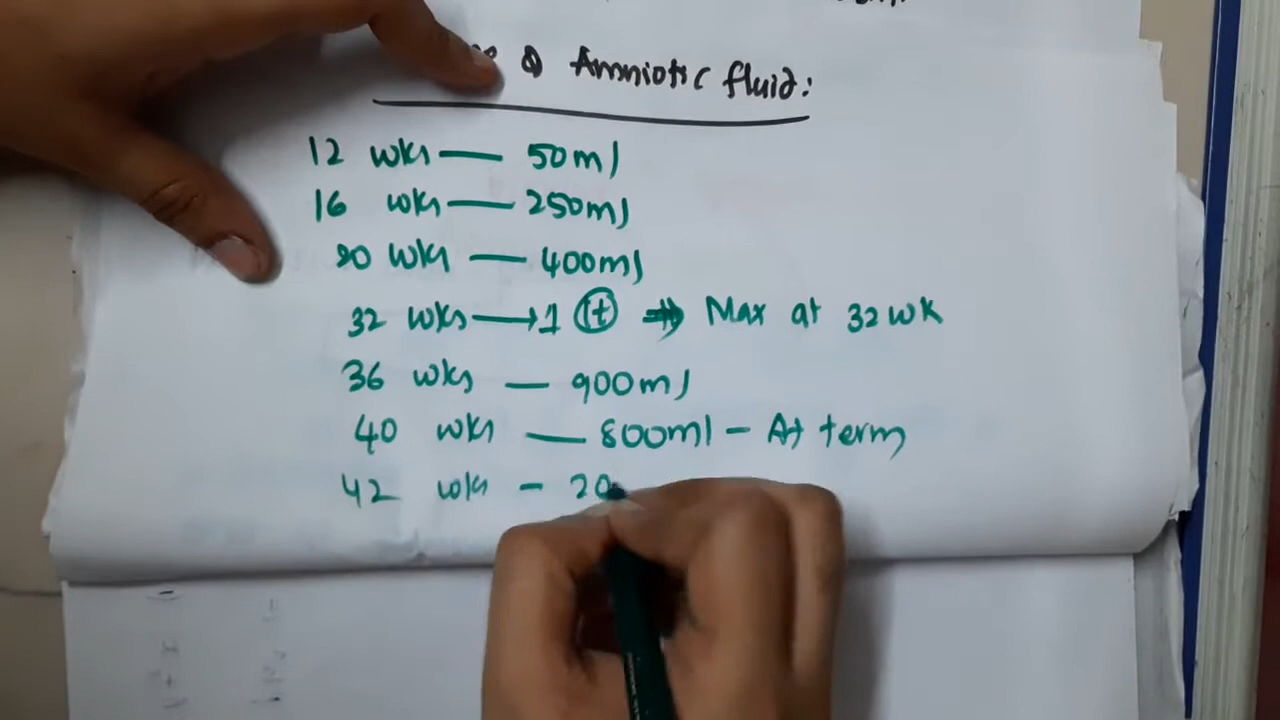 Amniotic fluid:
12 wks — 50ml
16 wks — 250ml
20 wks — 400ml
32 wks → 1 lt ⇒ Max at 32 wk
36 wks — 900ml
40 wks — 800ml - At term
42 wks - 20